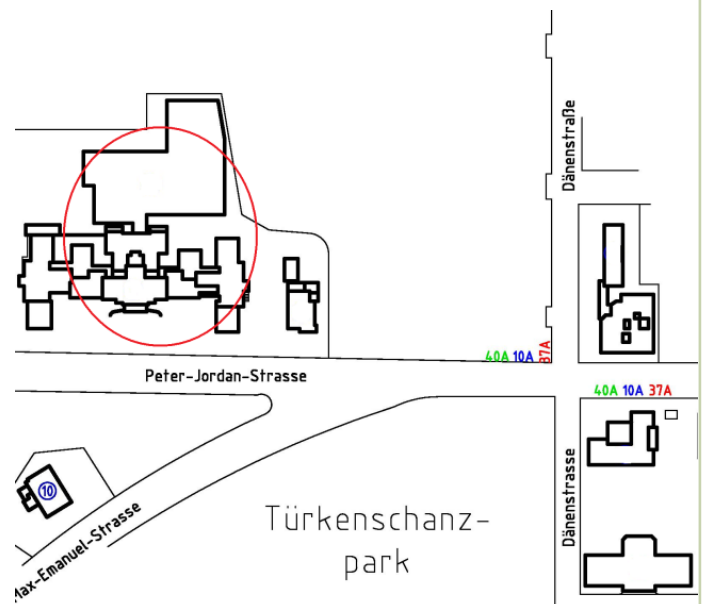 Dänenstraße
40A 10A 37A
Peter-Jordan-Strasse
40A 10A 37A
10
Türkenschanz-
park
Dänenstrasse
Max-Emanuel-Strasse